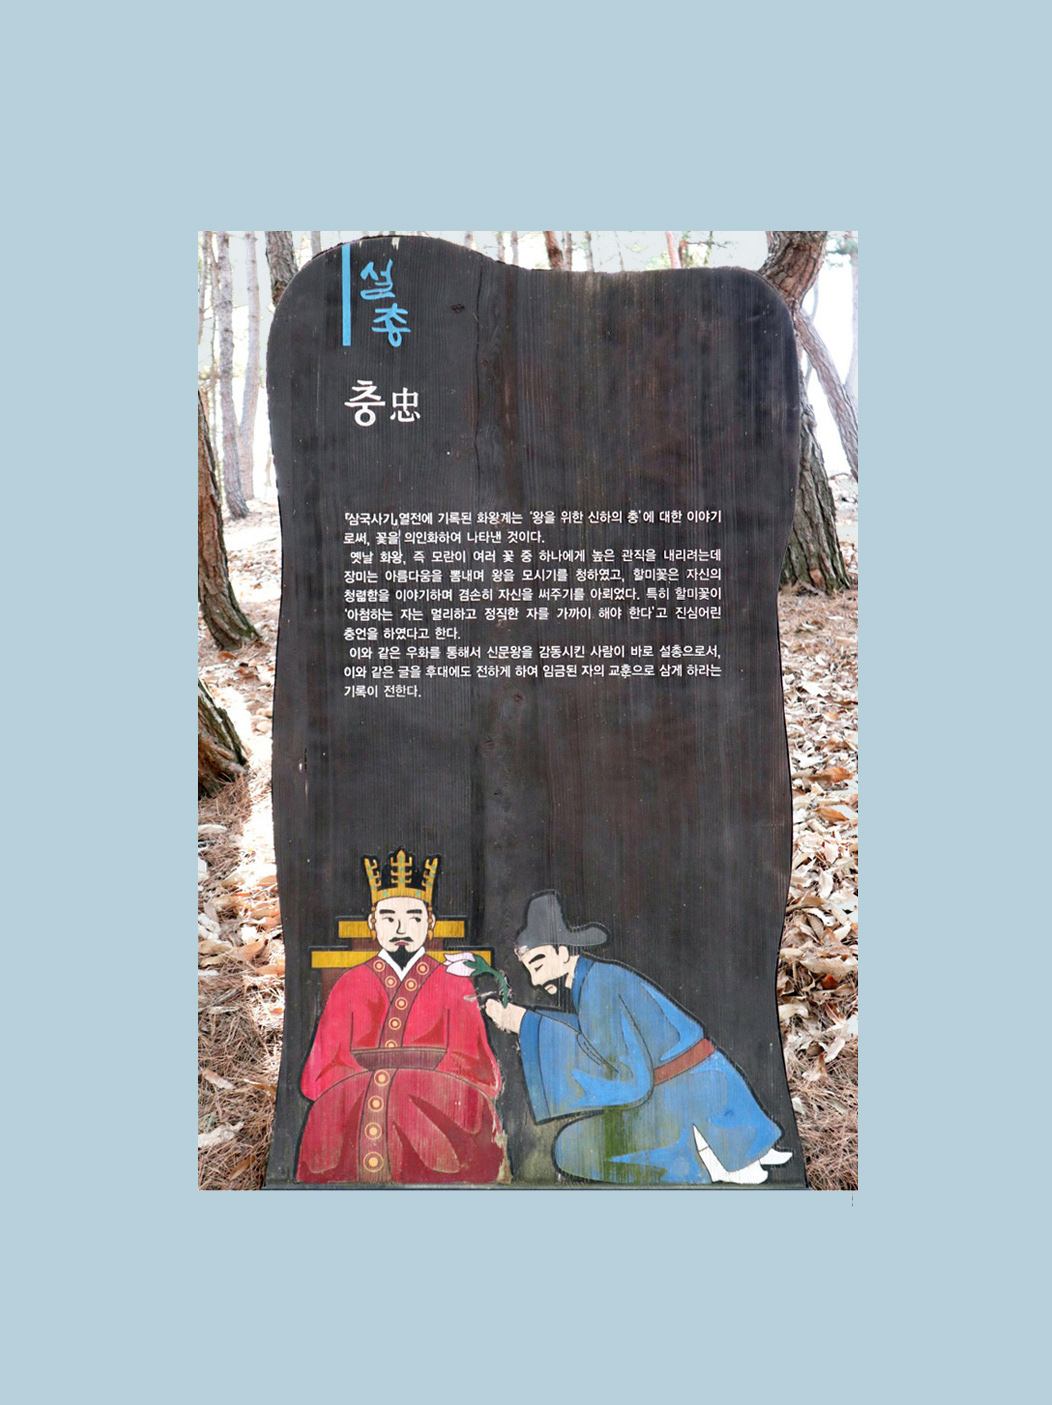 설
총
충忠
『삼국사기』열전에 기록된 화왕계는 '왕을 위한 신하의 충'에 대한 이야기
로써, 꽃을 의인화하여 나타낸 것이다.
옛날 화왕, 즉 모란이 여러 꽃 중 하나에게 높은 관직을 내리려는데
장미는 아름다움을 뽐내며 왕을 모시기를 청하였고, 할미꽃은 자신의
청렴함을 이야기하며 겸손히 자신을 써주기를 아뢰었다. 특히 할미꽃이
'아첨하는 자는 멀리하고 정직한 자를 가까이 해야 한다'고 진심어린
충언을 하였다고 한다.
이와 같은 우화를 통해서 신문왕을 감동시킨 사람이 바로 설총으로서,
이와 같은 글을 후대에도 전하게 하여 임금된 자의 교훈으로 삼게 하라는
기록이 전한다.